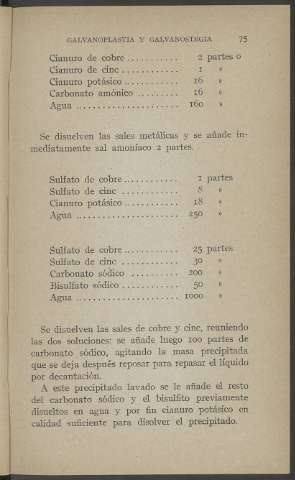 GALVANOPLASTIA Y GALVANOSTEGIA 75
Cianuro de cobre ........... 2 partes o
Cianuro de cinc ............ 1 »
Cianuro potásico ........... 16 »
Carbonato amónico ......... 16 »
Agua ...................... 160 »
Se disuelven las sales metálicas y se añade in-
mediatamente sal amoníaco 2 partes.
Sulfato de cobre ........... 1 partes
Sulfato de cinc ............ 8 »
Cianuro potásico ........... 18 »
Agua ...................... 250 »
Sulfato de cobre ........... 25 partes
Sulfato de cinc ............ 30 »
Carbonato sódico .......... 200 »
Bisulfato sódico ............ 50 »
Agua ...................... 1000 »
Se disuelven las sales de cobre y cinc, reuniendo
las dos soluciones: se añade luego 100 partes de
carbonato sódico, agitando la masa precipitada
que se deja después reposar para repasar el líquido
por decantación.
A este precipitado lavado se le añade el resto
del carbonato sódico y el bisulfito previamente
disueltos en agua y por fin cianuro potásico en
calidad suficiente para disolver el precipitado.